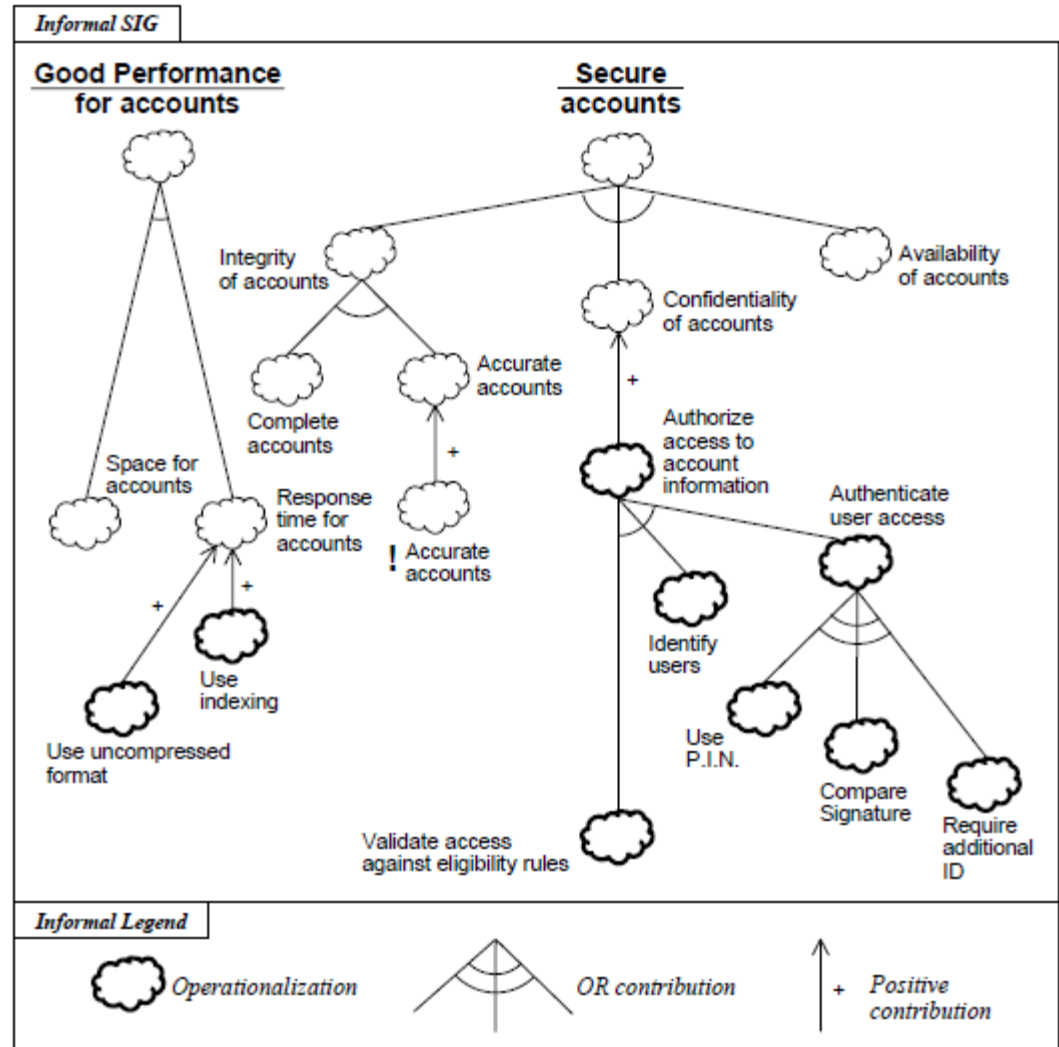 Informal SIG
Good Performance
for accounts
Secure
accounts
Integrity
of accounts
Availability
of accounts
Confidentiality
of accounts
Accurate
accounts
Complete
accounts
+
+
Authorize
access to
account
information
Space for
accounts
Response
time for
accounts
! Accurate
accounts
Authenticate
user access
+
+
Identify
users
Use
indexing
Use uncompressed
format
Use
P.I.N.
Compare
Signature
Require
additional
ID
Validate access
against eligibility rules
Informal Legend
Operationalization
OR contribution
+
Positive
contribution